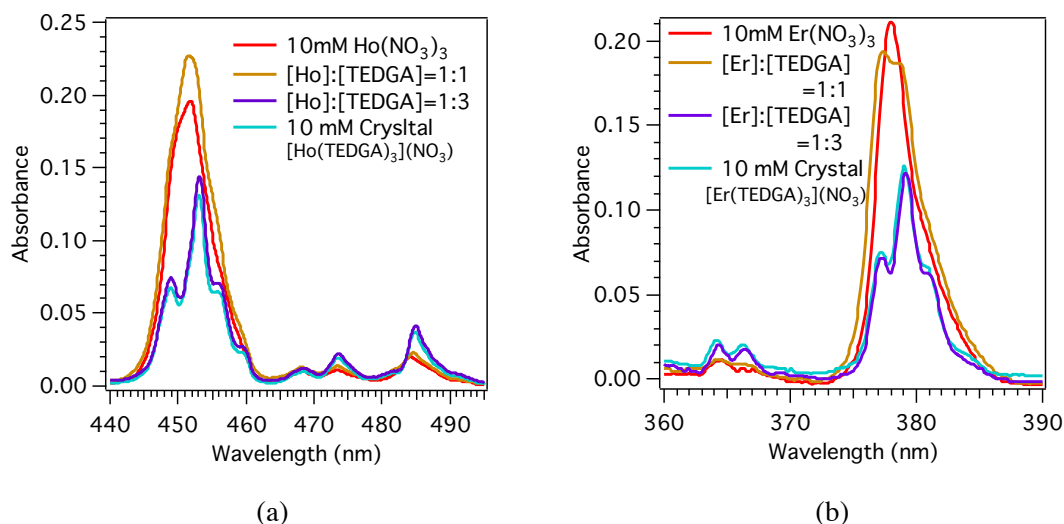 0.25
0.20
0.15
0.10
0.05
0.00
Absorbance
10mM Ho(NO3)3
[Ho]:[TEDGA]=1:1
[Ho]:[TEDGA]=1:3
10 mM Crysltal
[Ho(TEDGA)3](NO3)
440 450 460 470 480 490
Wavelength (nm)
(a)
0.20
0.15
0.10
0.05
0.00
Absorbance
10mM Er(NO3)3
[Er]:[TEDGA]
=1:1
[Er]:[TEDGA]
=1:3
10 mM Crystal
[Er(TEDGA)3](NO3)
360 370 380 390
Wavelength (nm)
(b)